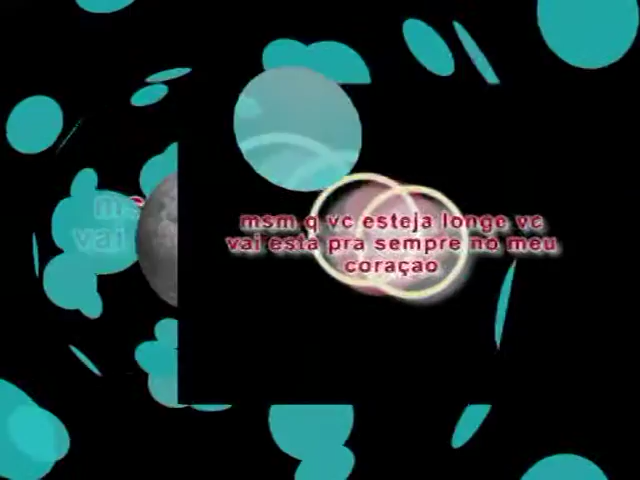 msm q vc esteja longe vc
vai esta pra sempre no meu
coraçao